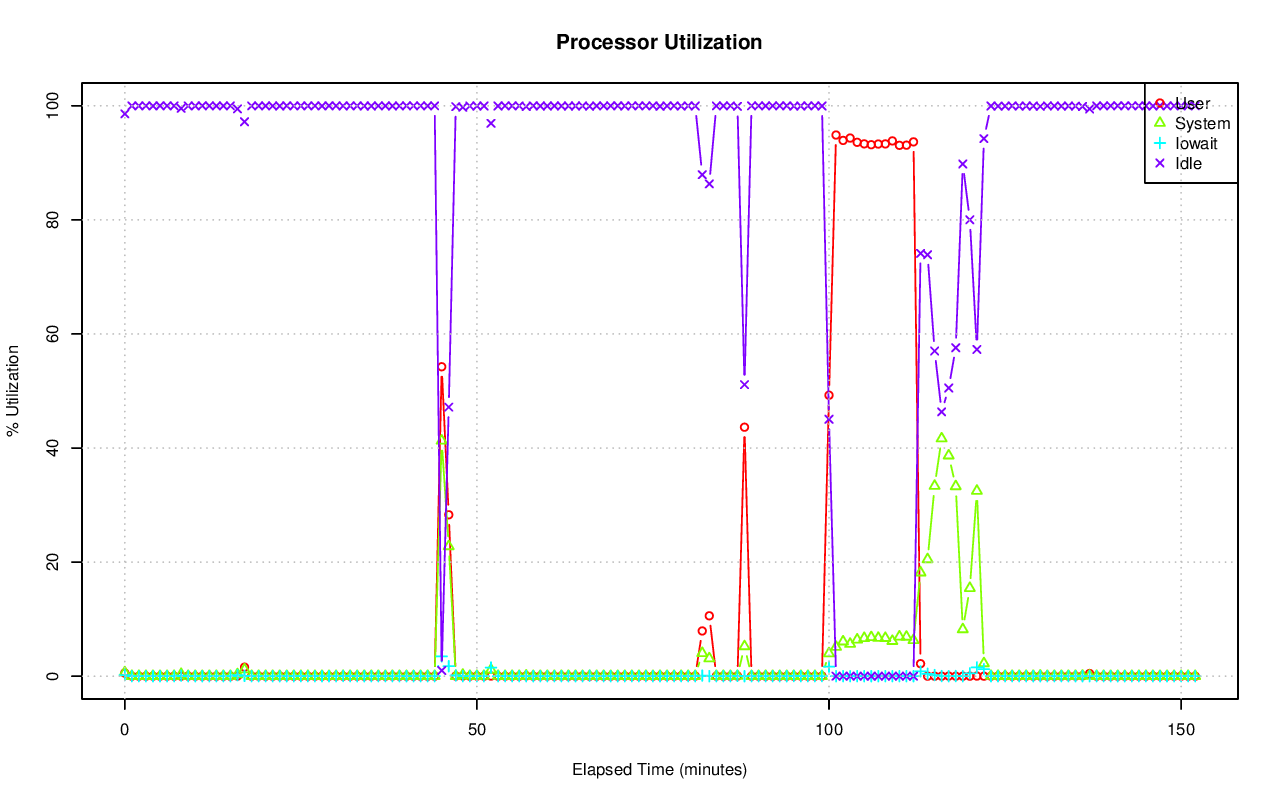 Processor Utilization
% Utilization
100
80
60
40
20
0
User
System
Iowait
Idle
0 50 100 150
Elapsed Time (minutes)